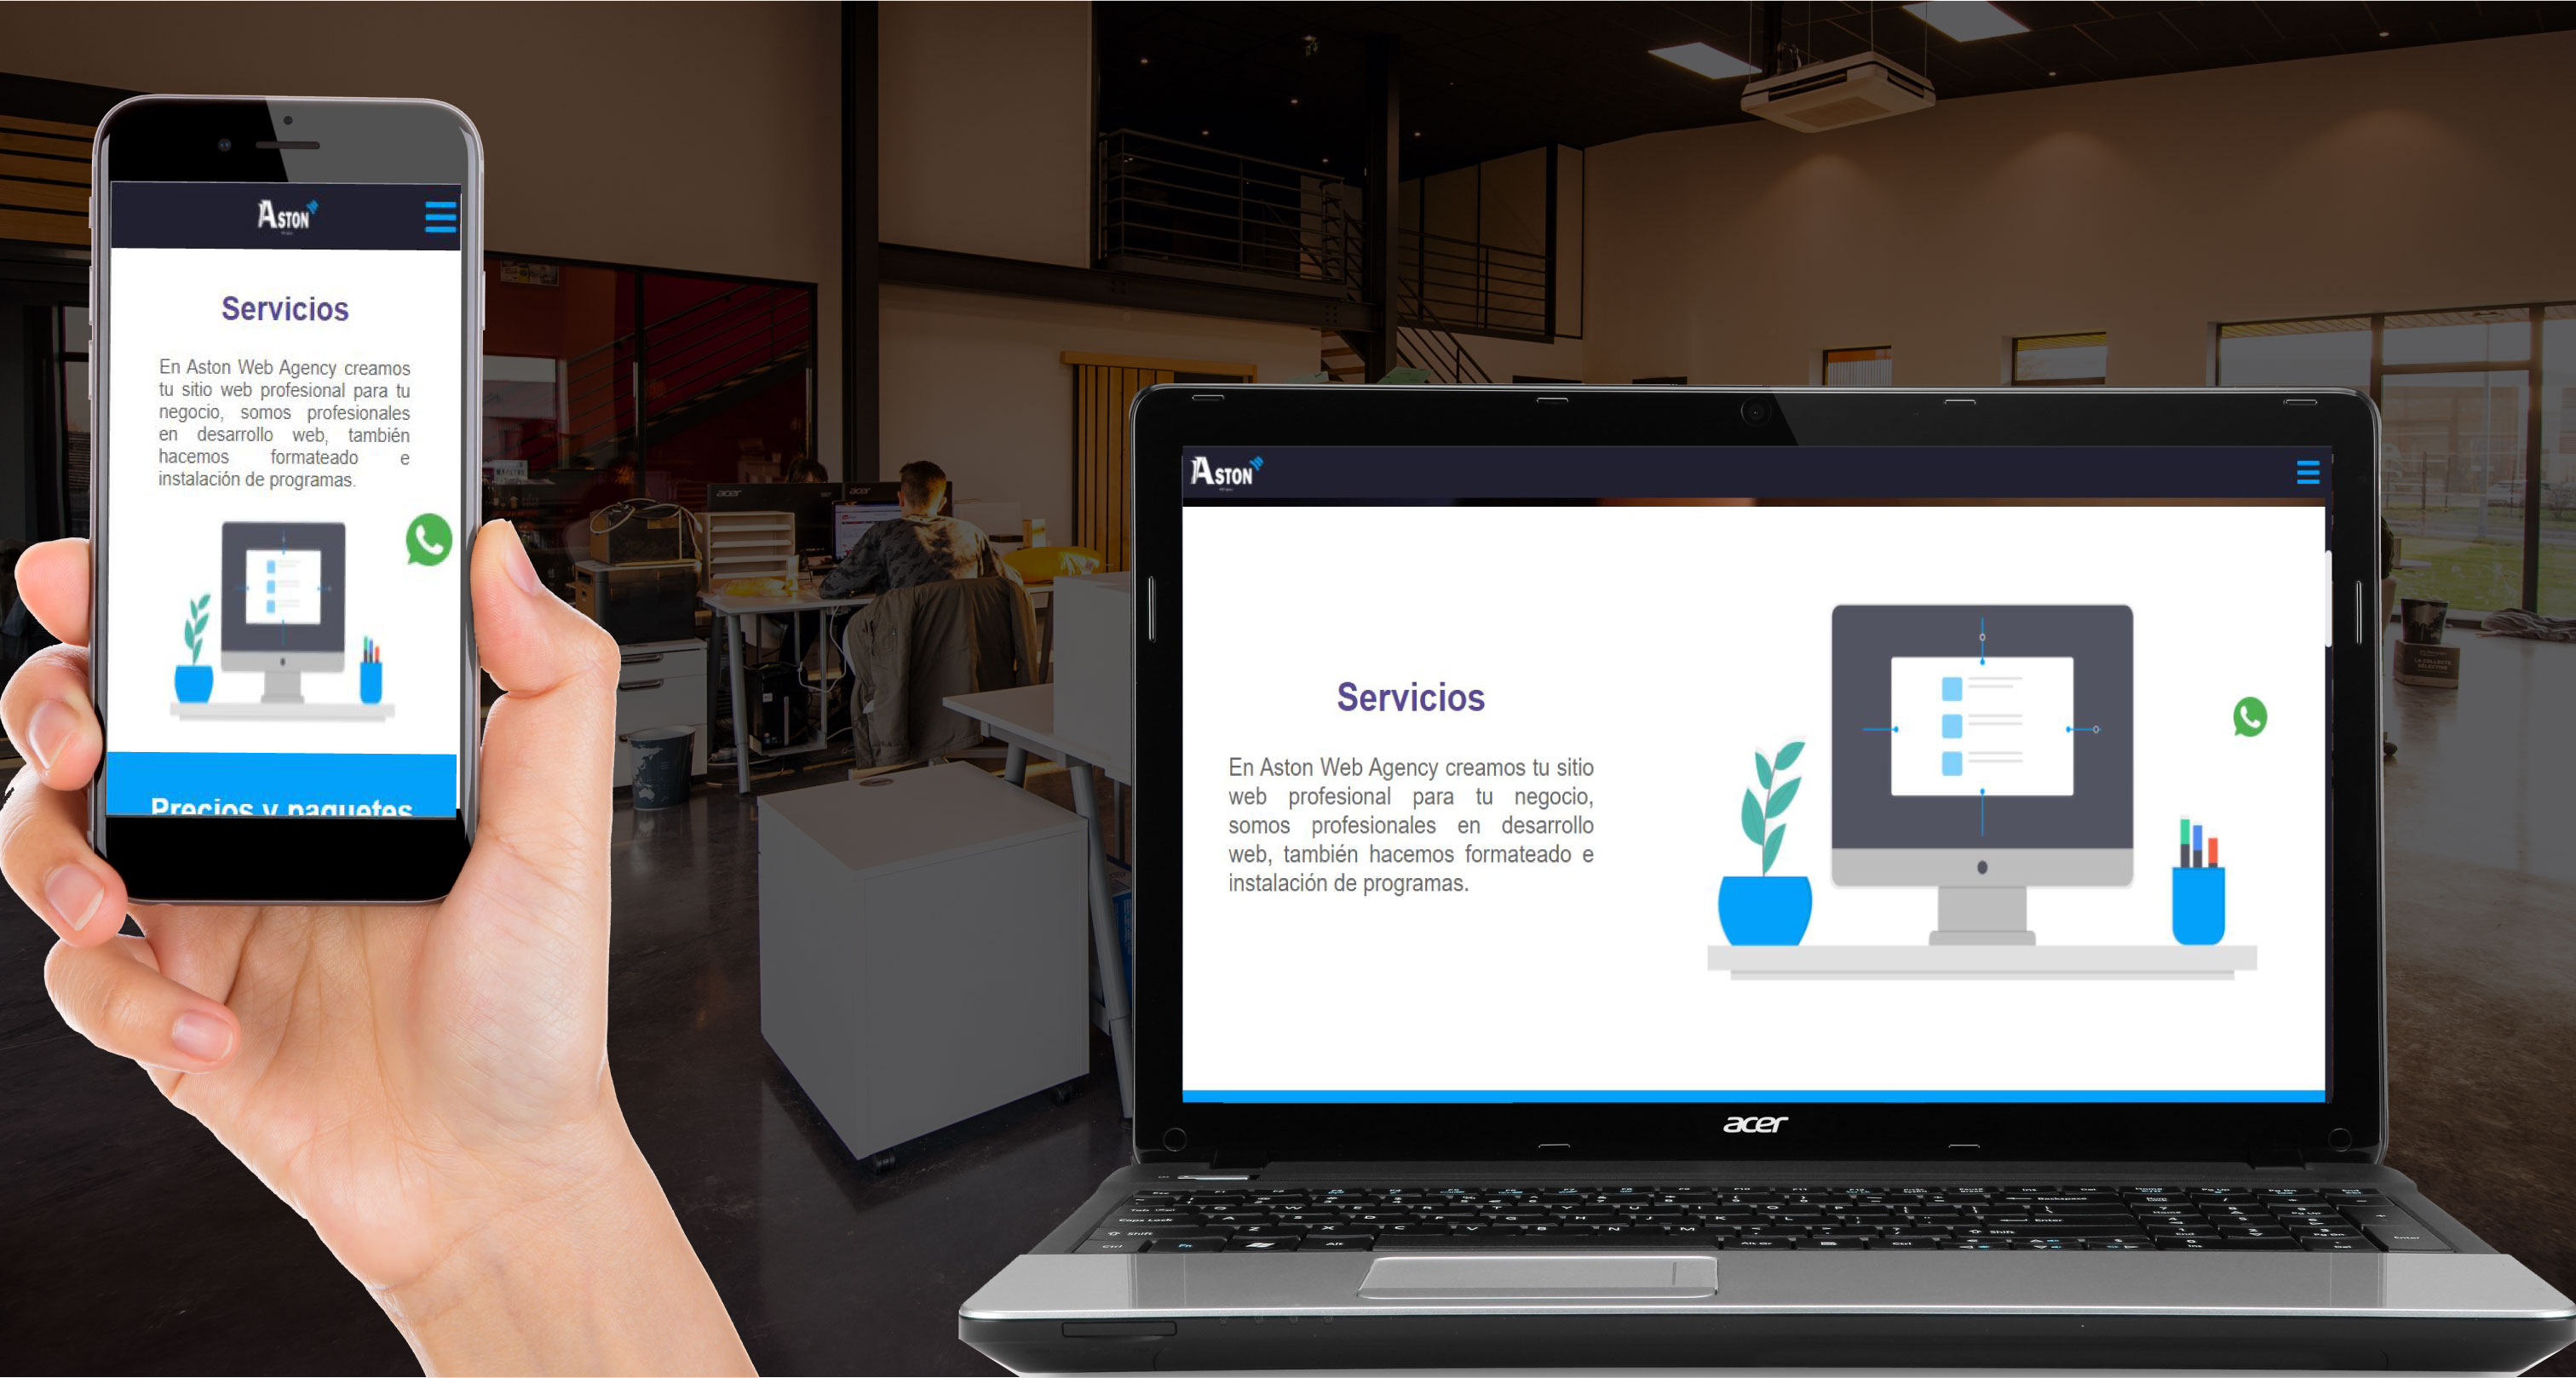 ASTON
Servicios
En Aston Web Agency creamos
tu sitio web profesional para tu
negocio, somos profesionales
en desarrollo web, también
hacemos formateado e
instalación de programas.
Precios y paquetes
acer
acer
ASTON
Servicios
En Aston Web Agency creamos tu sitio
web profesional para tu negocio,
somos profesionales en desarrollo
web, también hacemos formateado e
instalación de programas.
acer